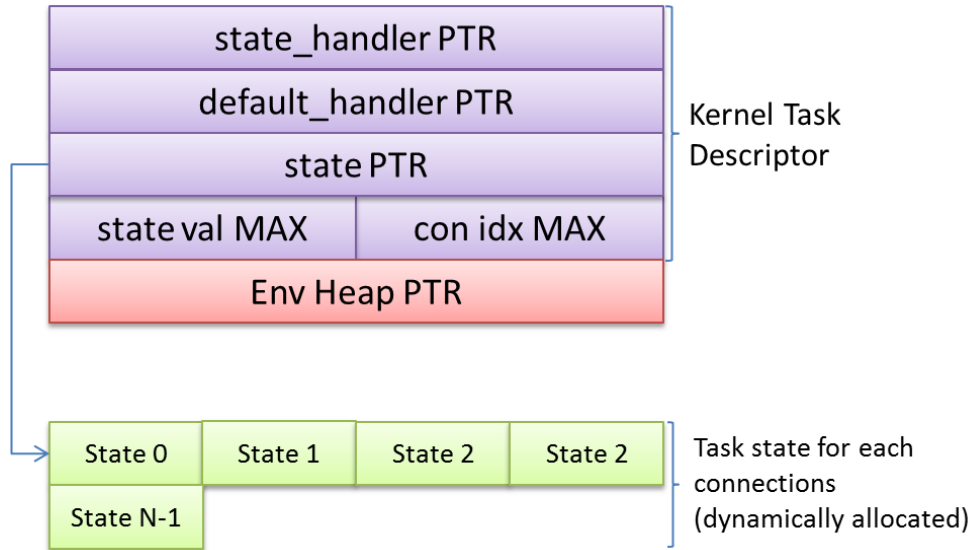 state_handler PTR
default_handler PTR
state PTR
state val MAX
con idx MAX
Env Heap PTR
Kernel Task
Descriptor
State 0
State 1
State 2
State 2
State N-1
Task state for each
connections
(dynamically allocated)